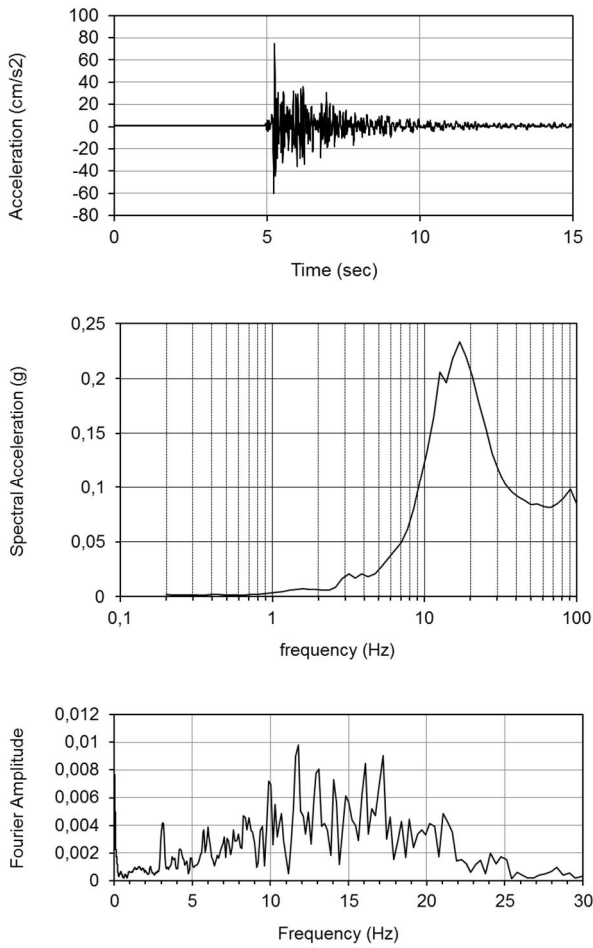 100
80
60
40
20
0
-20
-40
-60
-80
Acceleration (cm/s2)
0 5 10 15
Time (sec)
0,25
0,2
0,15
0,1
0,05
0
Spectral Acceleration (g)
0,1 1 10 100
frequency (Hz)
0,012
0,01
0,008
0,006
0,004
0,002
0
Fourier Amplitude
0 5 10 15 20 25 30
Frequency (Hz)